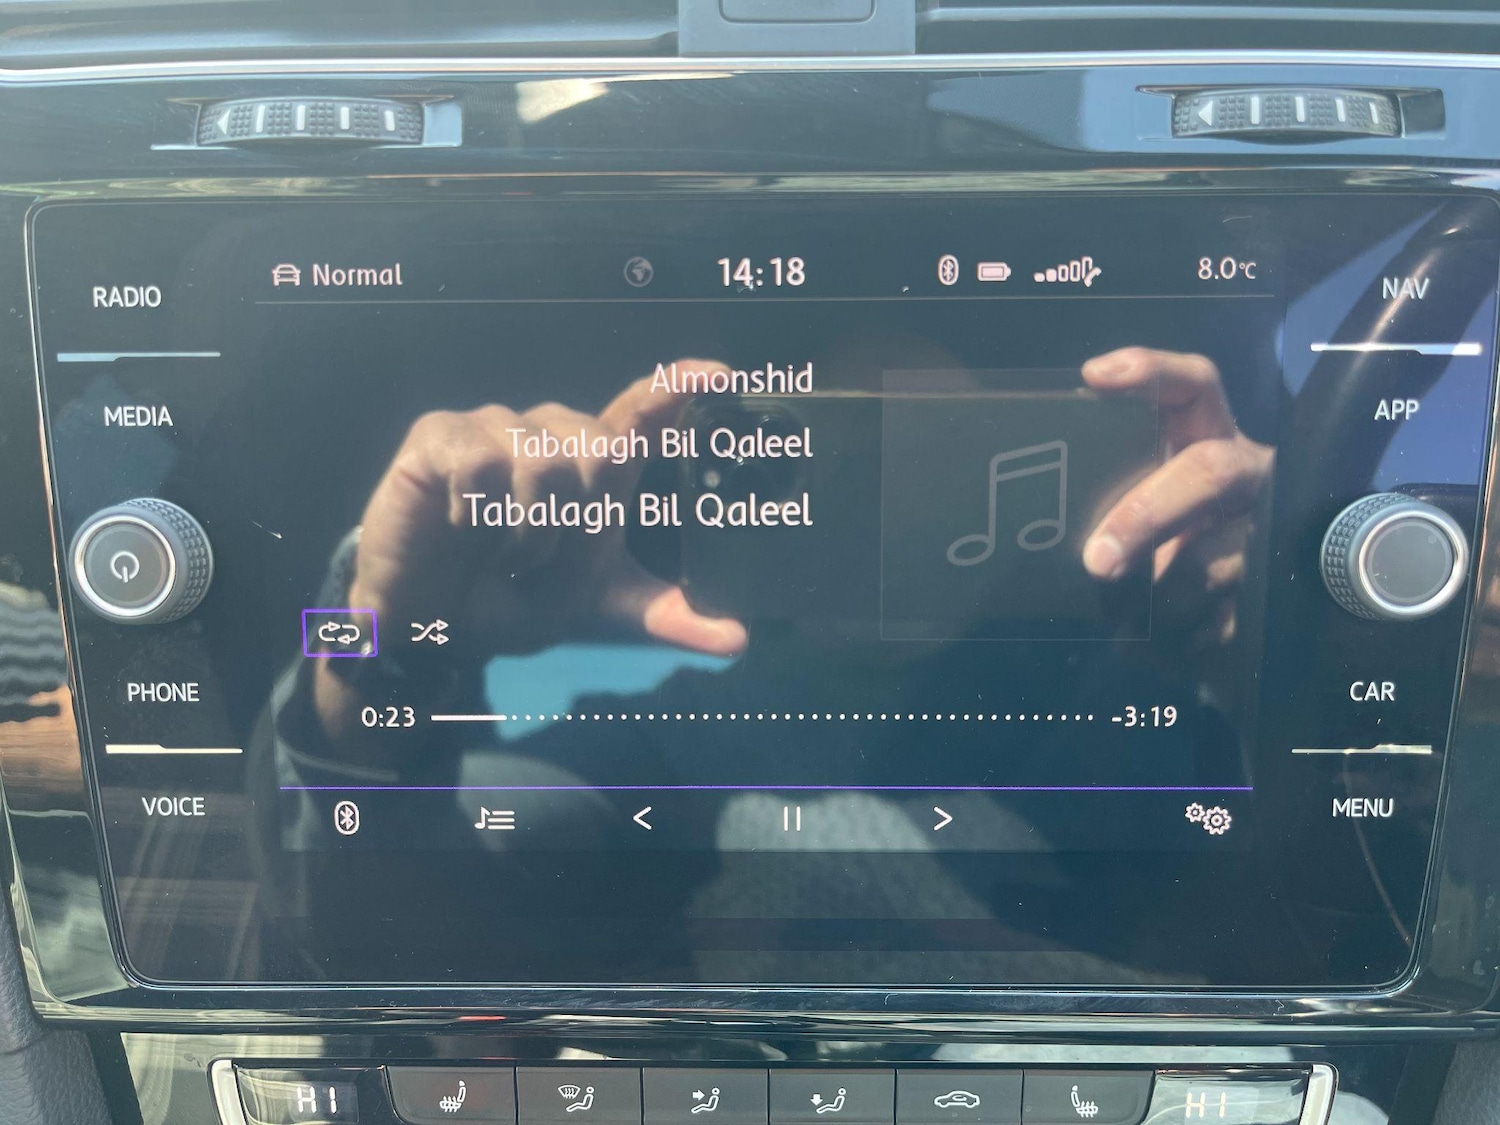 Normal
14:18
8.0°C
RADIO
NAV
MEDIA
APP
Almonshid
Tabalagh Bil Qaleel
Tabalagh Bil Qaleel
PHONE
CAR
0:23
-3:19
VOICE
MENU
HI
HI